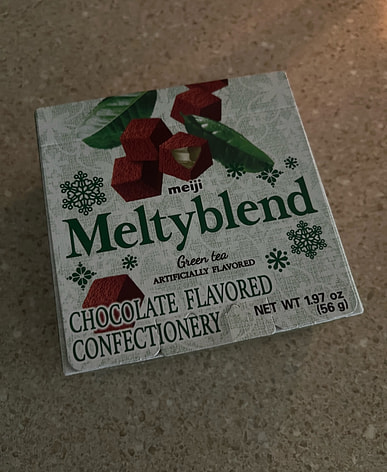 meiji
Meltyblend
Green tea
ARTIFICIALLY FLAVORED
CHOCOLATE FLAVORED
CONFECTIONERY
NET WT 1.97 oz
(56 g)